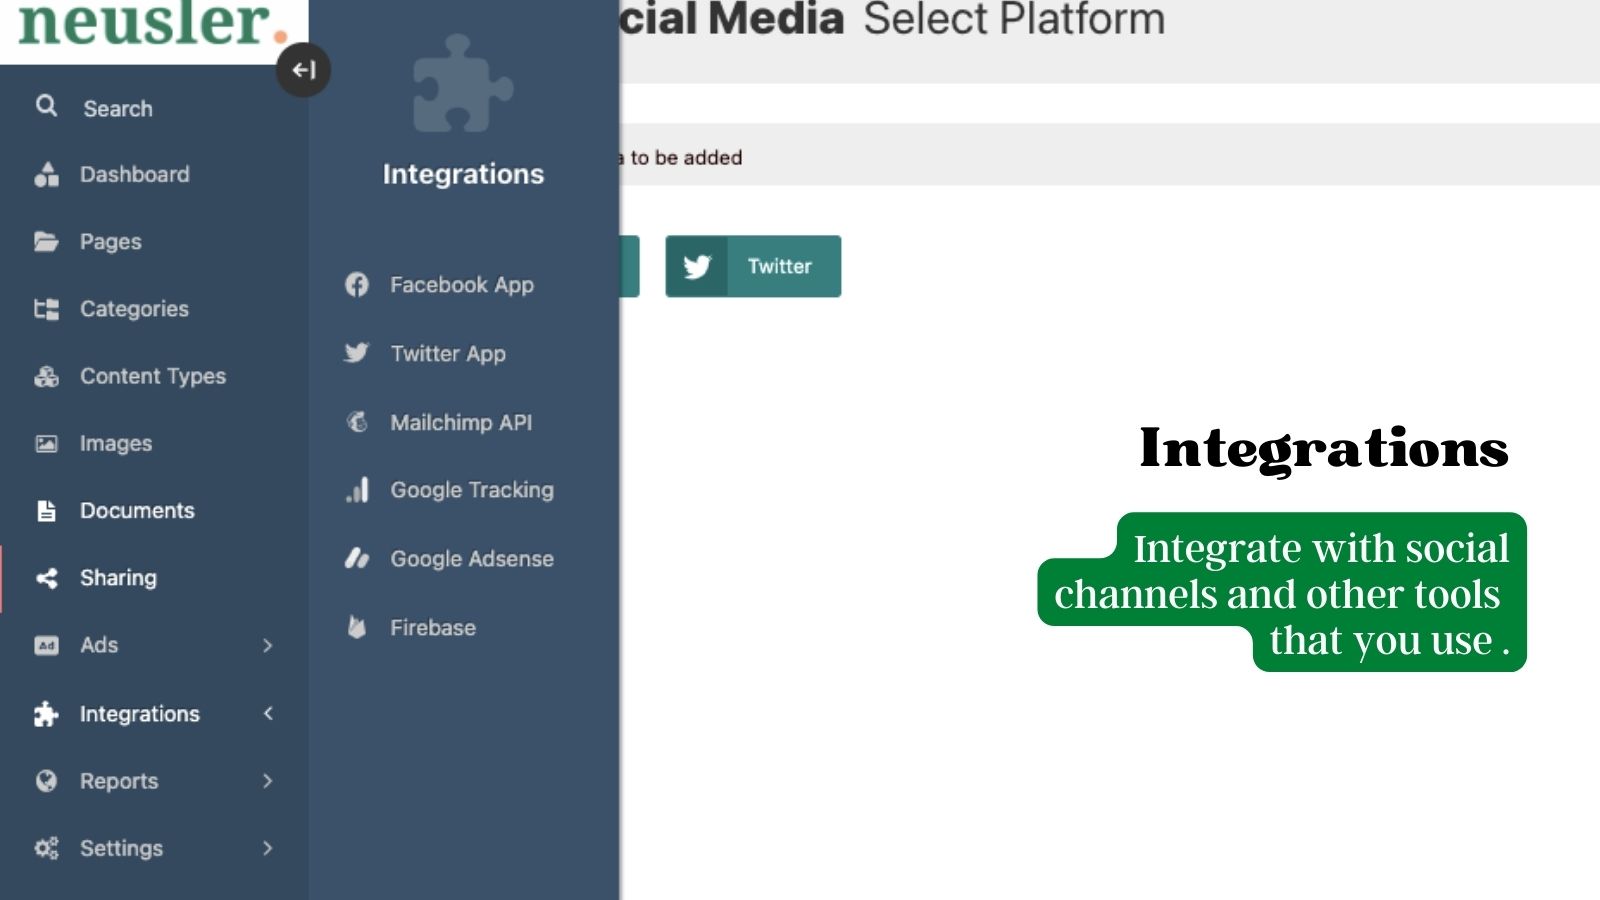 neusler.
Search
Dashboard
Pages
Categories
Content Types
Images
Documents
Sharing
Ad
Ads
Integrations
Reports
Settings
Integrations
Facebook App
Twitter App
Mailchimp API
Google Tracking
Google Adsense
Firebase
cial Media Select Platform
a to be added
Twitter
Integrations
Integrate with social
channels and other tools
that you use .